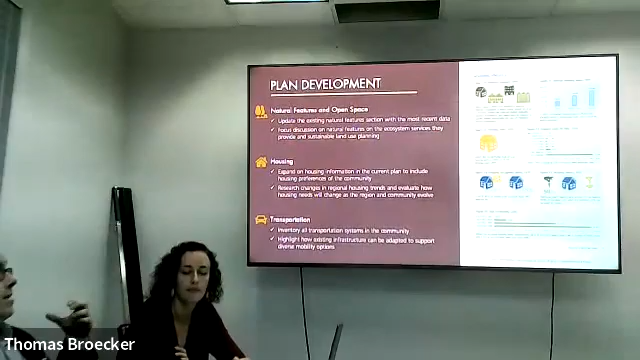 PLAN DEVELOPMENT
Natural Features and Open Space
✓ Update the existing natural features section with the most recent data
✓ Focus discussion on natural features on the ecosystem services they
provide and sustainable land use planning
Housing
✓ Expand on housing information in the current plan to include
housing preferences of the community
✓ Research changes in regional housing trends and evaluate how
housing needs will change as the region and community evolve
Transportation
✓ Inventory all transportation systems in the community
✓ Highlight how existing infrastructure can be adapted to support
diverse mobility options
Thomas Broecker